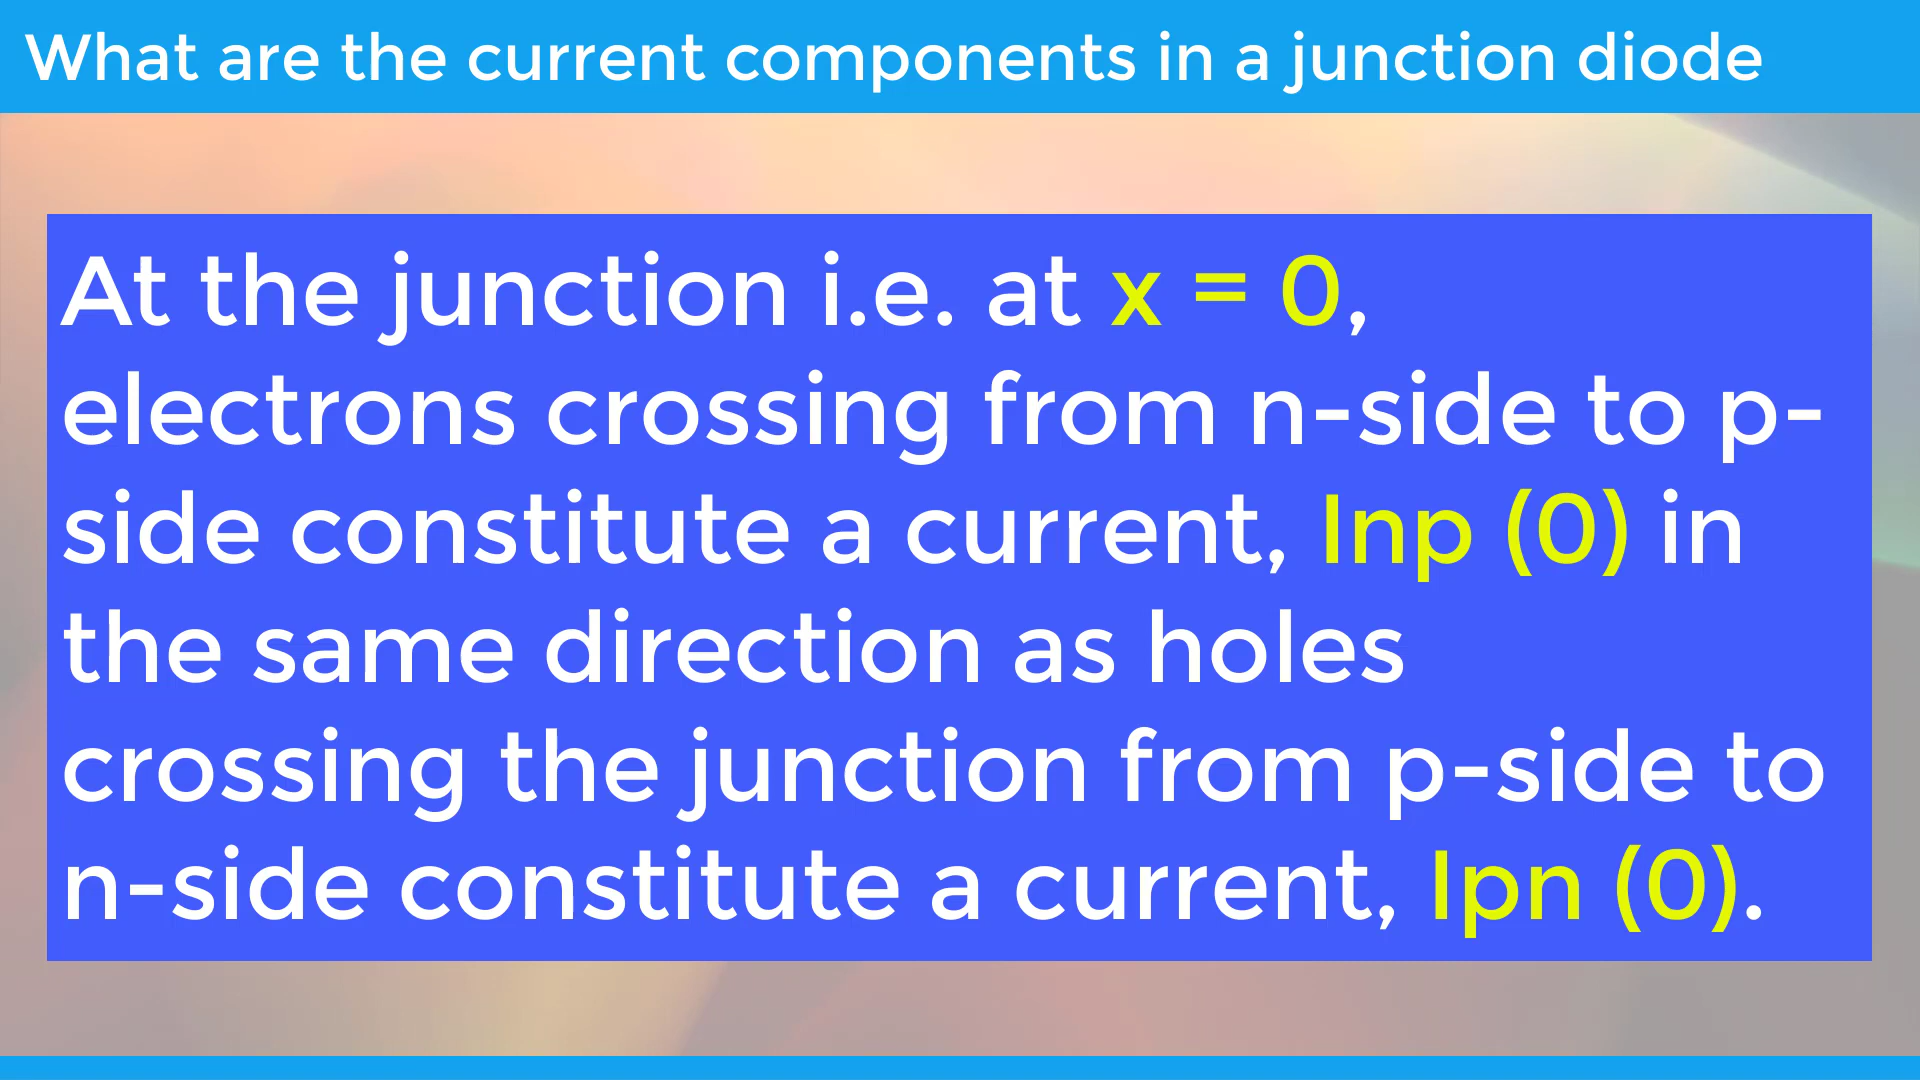 What are the current components in a junction diode
At the junction i.e. at x = 0,
electrons crossing from n-side to p-
side constitute a current, Inp (0) in
the same direction as holes
crossing the junction from p-side to
n-side constitute a current, Ipn (0).